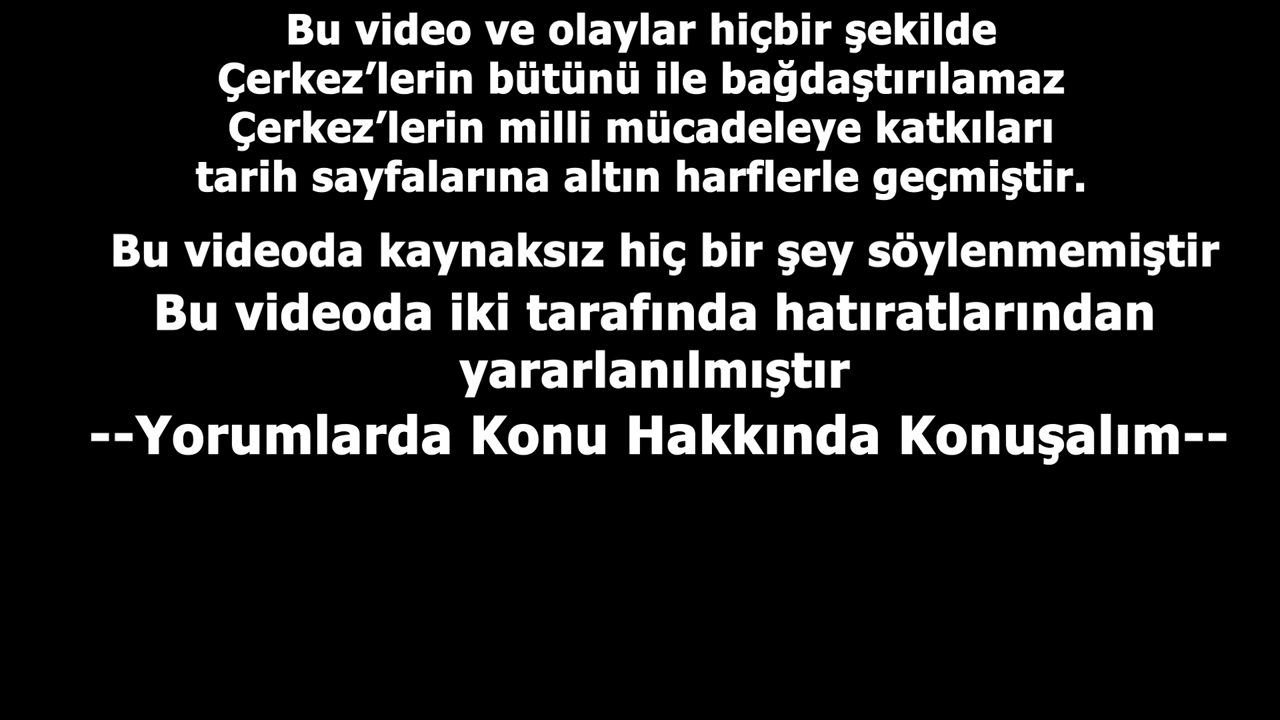 Bu video ve olaylar hiçbir şekilde
Çerkez’lerin bütünü ile bağdaştırılamaz
Çerkez’lerin milli mücadeleye katkıları
tarih sayfalarına altın harflerle geçmiştir.
Bu videoda kaynaksız hiç bir şey söylenmemiştir
Bu videoda iki tarafında hatıratlarından
yararlanılmıştır
--Yorumlarda Konu Hakkında Konuşalım--